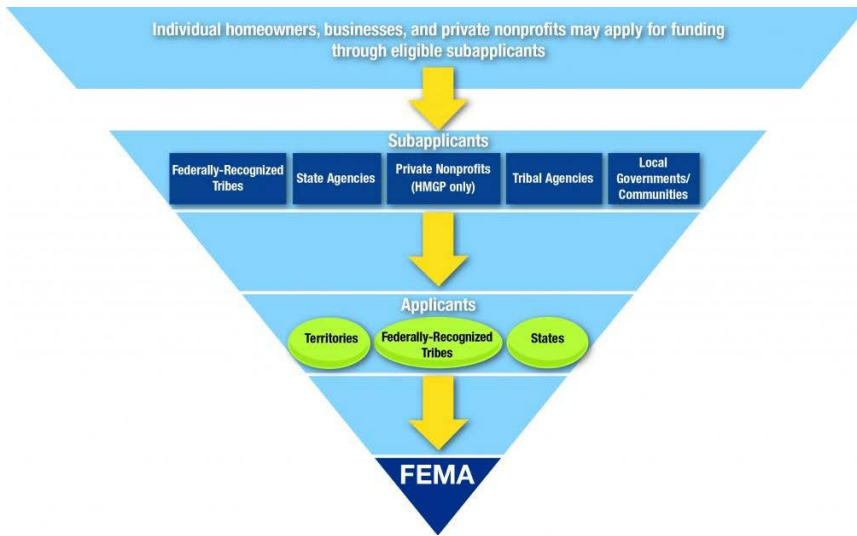 Individual homeowners, businesses, and private nonprofits may apply for funding
through eligible subapplicants
Subapplicants
Federally-Recognized
Tribes
State Agencies
Private Nonprofits
(HMGP only)
Tribal Agencies
Local
Governments/
Communities
Applicants
Territories
Federally-Recognized
Tribes
States
FEMA